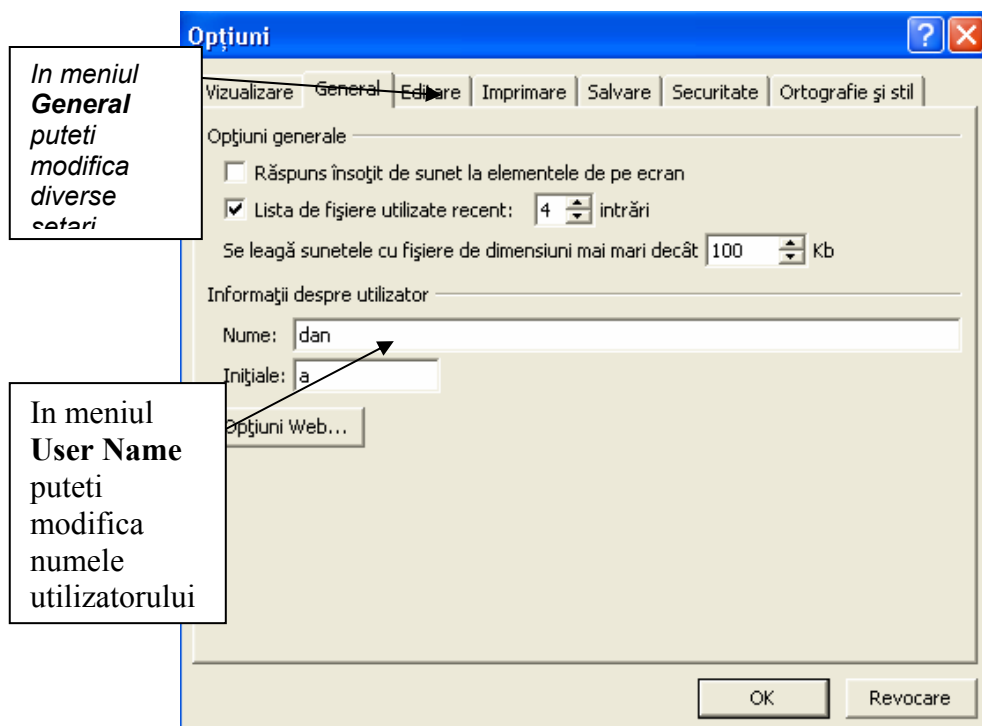 Opțiuni
In meniul
General
puteti
modifica
diverse
setari
Vizualizare General Editare Imprimare Salvare Securitate Ortografie şi stil
Opţiuni generale
Răspuns însoţit de sunet la elementele de pe ecran
Lista de fişiere utilizate recent: 4 intrări
Se leagă sunetele cu fişiere de dimensiuni mai mari decât 100 Kb
Informaţii despre utilizator
Nume: dan
Iniţiale: a
In meniul
User Name
puteti
modifica
numele
utilizatorului
Opţiuni Web...
OK Revocare